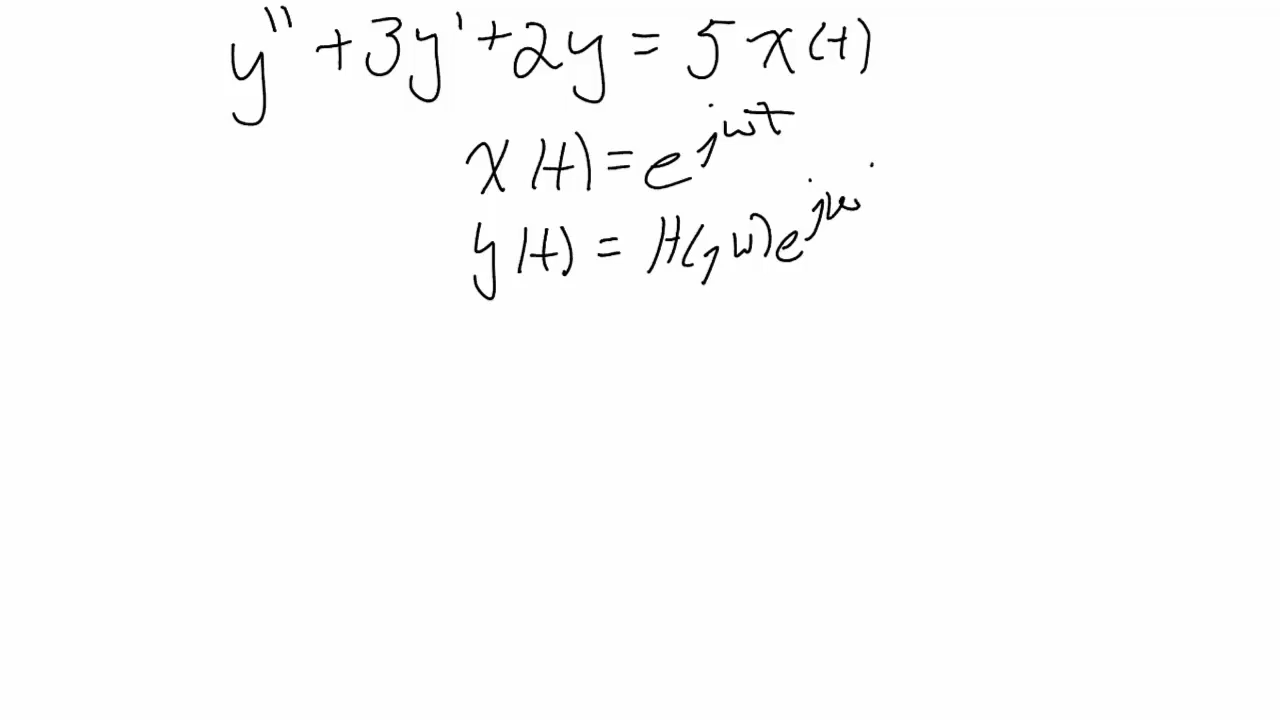 y'' + 3y' + 2y = 5x(t)
x(t) = e^{jωt}
y(t) = H(jω)e^{jω